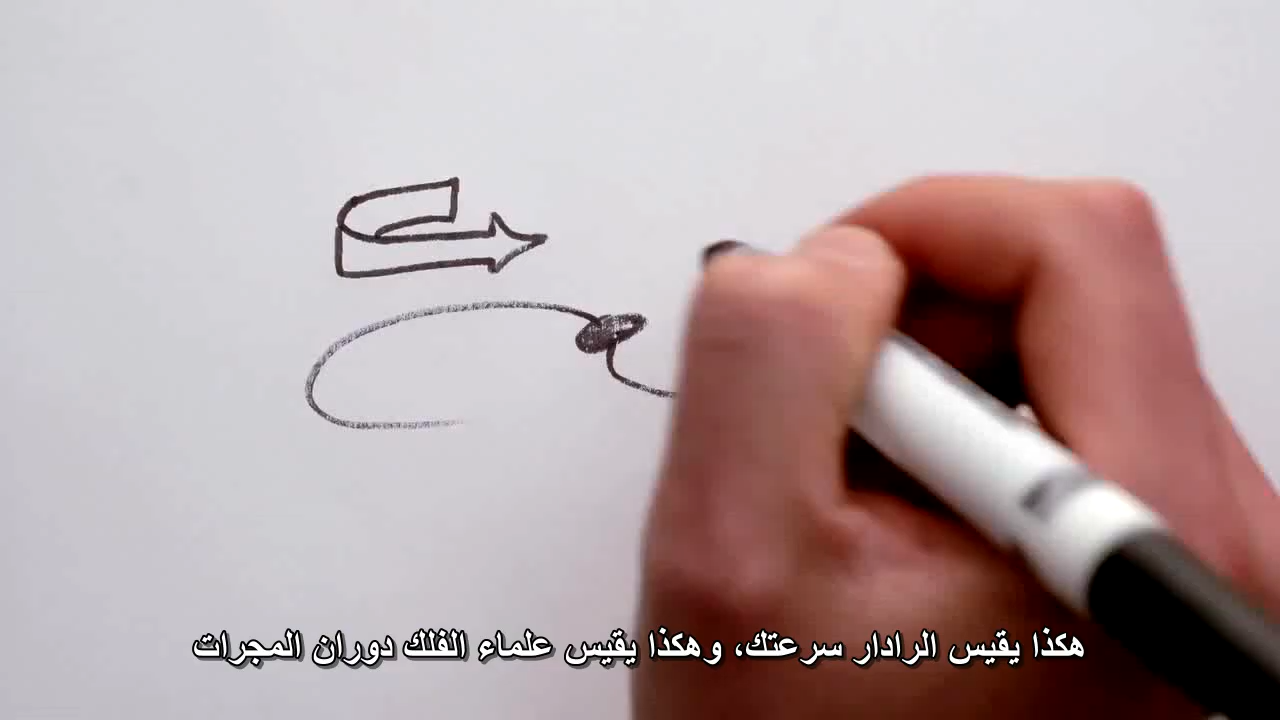 هكذا يقيس الرادار سرعتك، وهكذا يقيس علماء الفلك دوران المجرات